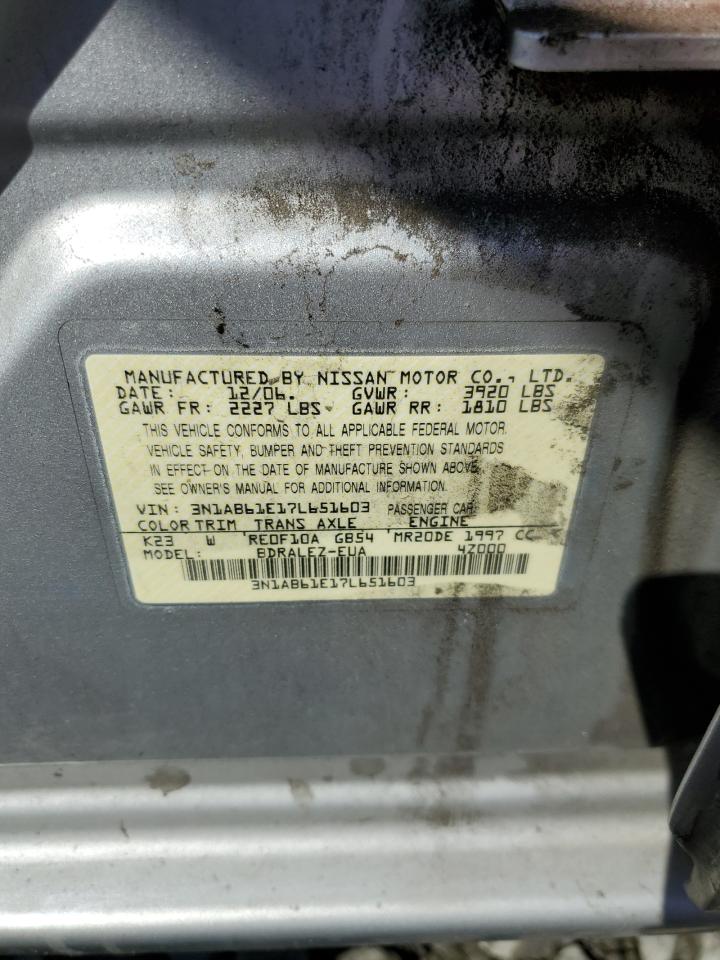 MANUFACTURED BY NISSAN MOTOR CO., LTD.
DATE: 12/06. GVWR: 3920 LBS
GAWR FR: 2227 LBS GAWR RR: 1810 LBS
THIS VEHICLE CONFORMS TO ALL APPLICABLE FEDERAL MOTOR
VEHICLE SAFETY, BUMPER AND THEFT PREVENTION STANDARDS
IN EFFECT ON THE DATE OF MANUFACTURE SHOWN ABOVE.
SEE OWNER'S MANUAL FOR ADDITIONAL INFORMATION.
VIN: 3N1AB61E17L651603 PASSENGER CAR
COLOR TRIM TRANS AXLE ENGINE
K23 W RE0F10A GB54 MR20DE 1997 CC
MODEL: BDRALEZ-EUA 4Z000
3N1AB61E17L651603